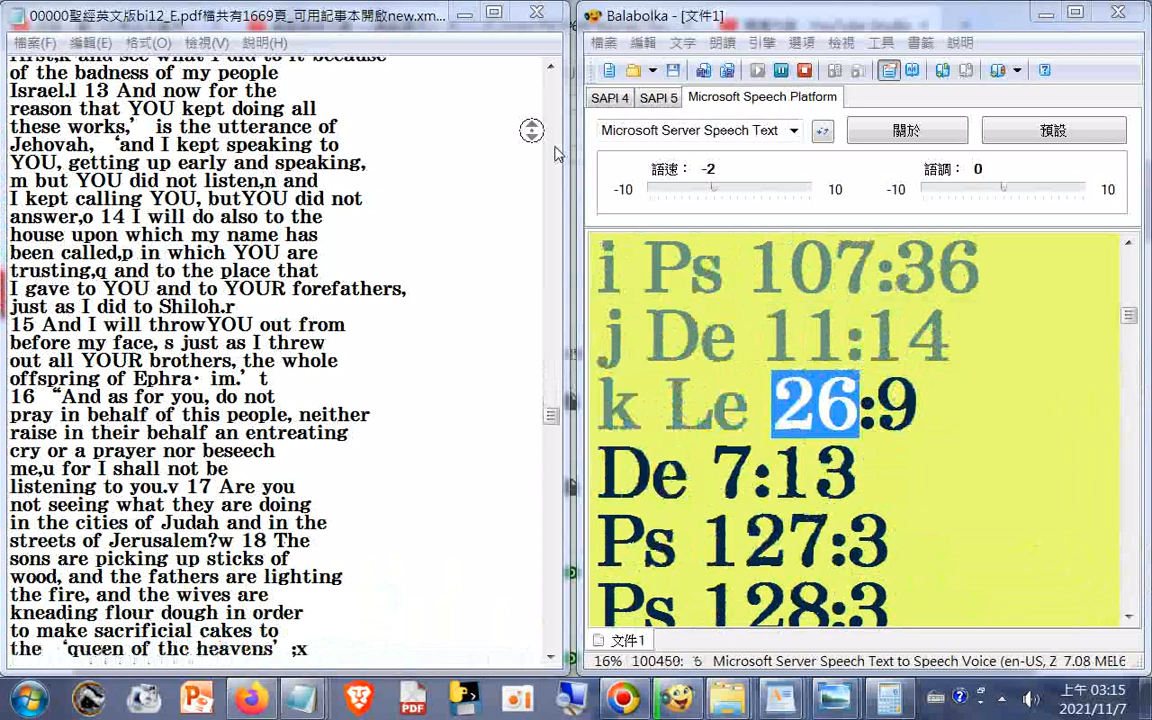 00000聖經英文版bi12_E.pdf檔共有1669頁_可用記事本開啟new.xm...
檔案(F) 編輯(E) 格式(O) 檢視(V) 說明(H)
of the badness of my people
Israel.l 13 And now for the
reason that YOU kept doing all
these works,’ is the utterance of
Jehovah, ‘and I kept speaking to
YOU, getting up early and speaking,
m but YOU did not listen,n and
I kept calling YOU, butYOU did not
answer,o 14 I will do also to the
house upon which my name has
been called,p in which YOU are
trusting,q and to the place that
I gave to YOU and to YOUR forefathers,
just as I did to Shiloh.r
15 And I will throwYOU out from
before my face, s just as I threw
out all YOUR brothers, the whole
offspring of Ephra· im.’ t
16 “And as for you, do not
pray in behalf of this people, neither
raise in their behalf an entreating
cry or a prayer nor beseech
me,u for I shall not be
listening to you.v 17 Are you
not seeing what they are doing
in the cities of Judah and in the
streets of Jerusalem?w 18 The
sons are picking up sticks of
wood, and the fathers are lighting
the fire, and the wives are
kneading flour dough in order
to make sacrificial cakes to
the ‘queen of the heavens’ ;x
Balabolka - [文件1]
檔案 編輯 文字 朗讀 引擎 選項 檢視 工具 書籤 說明
SAPI 4 SAPI 5 Microsoft Speech Platform
Microsoft Server Speech Text 關於 預設
語速: -2 語調: 0
-10 10 -10 10
i Ps 107:36
j De 11:14
k Le 26:9
De 7:13
Ps 127:3
Ps 128:3
文件1
16% 100459: Microsoft Server Speech Text to Speech Voice (en-US, Z 7.08 МЕ
PDF
上午 03:15
2021/11/7